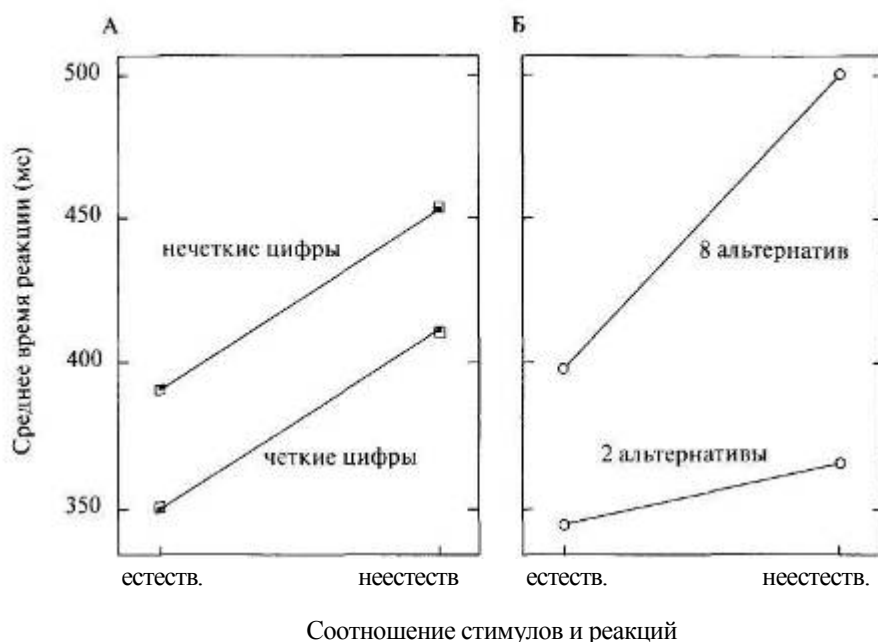 А
Б
Среднее время реакции (мс)
500
450
400
350
нечеткие цифры
четкие цифры
8 альтернатив
2 альтернативы
естеств.
неестеств
естеств.
неестеств.
Соотношение стимулов и реакций